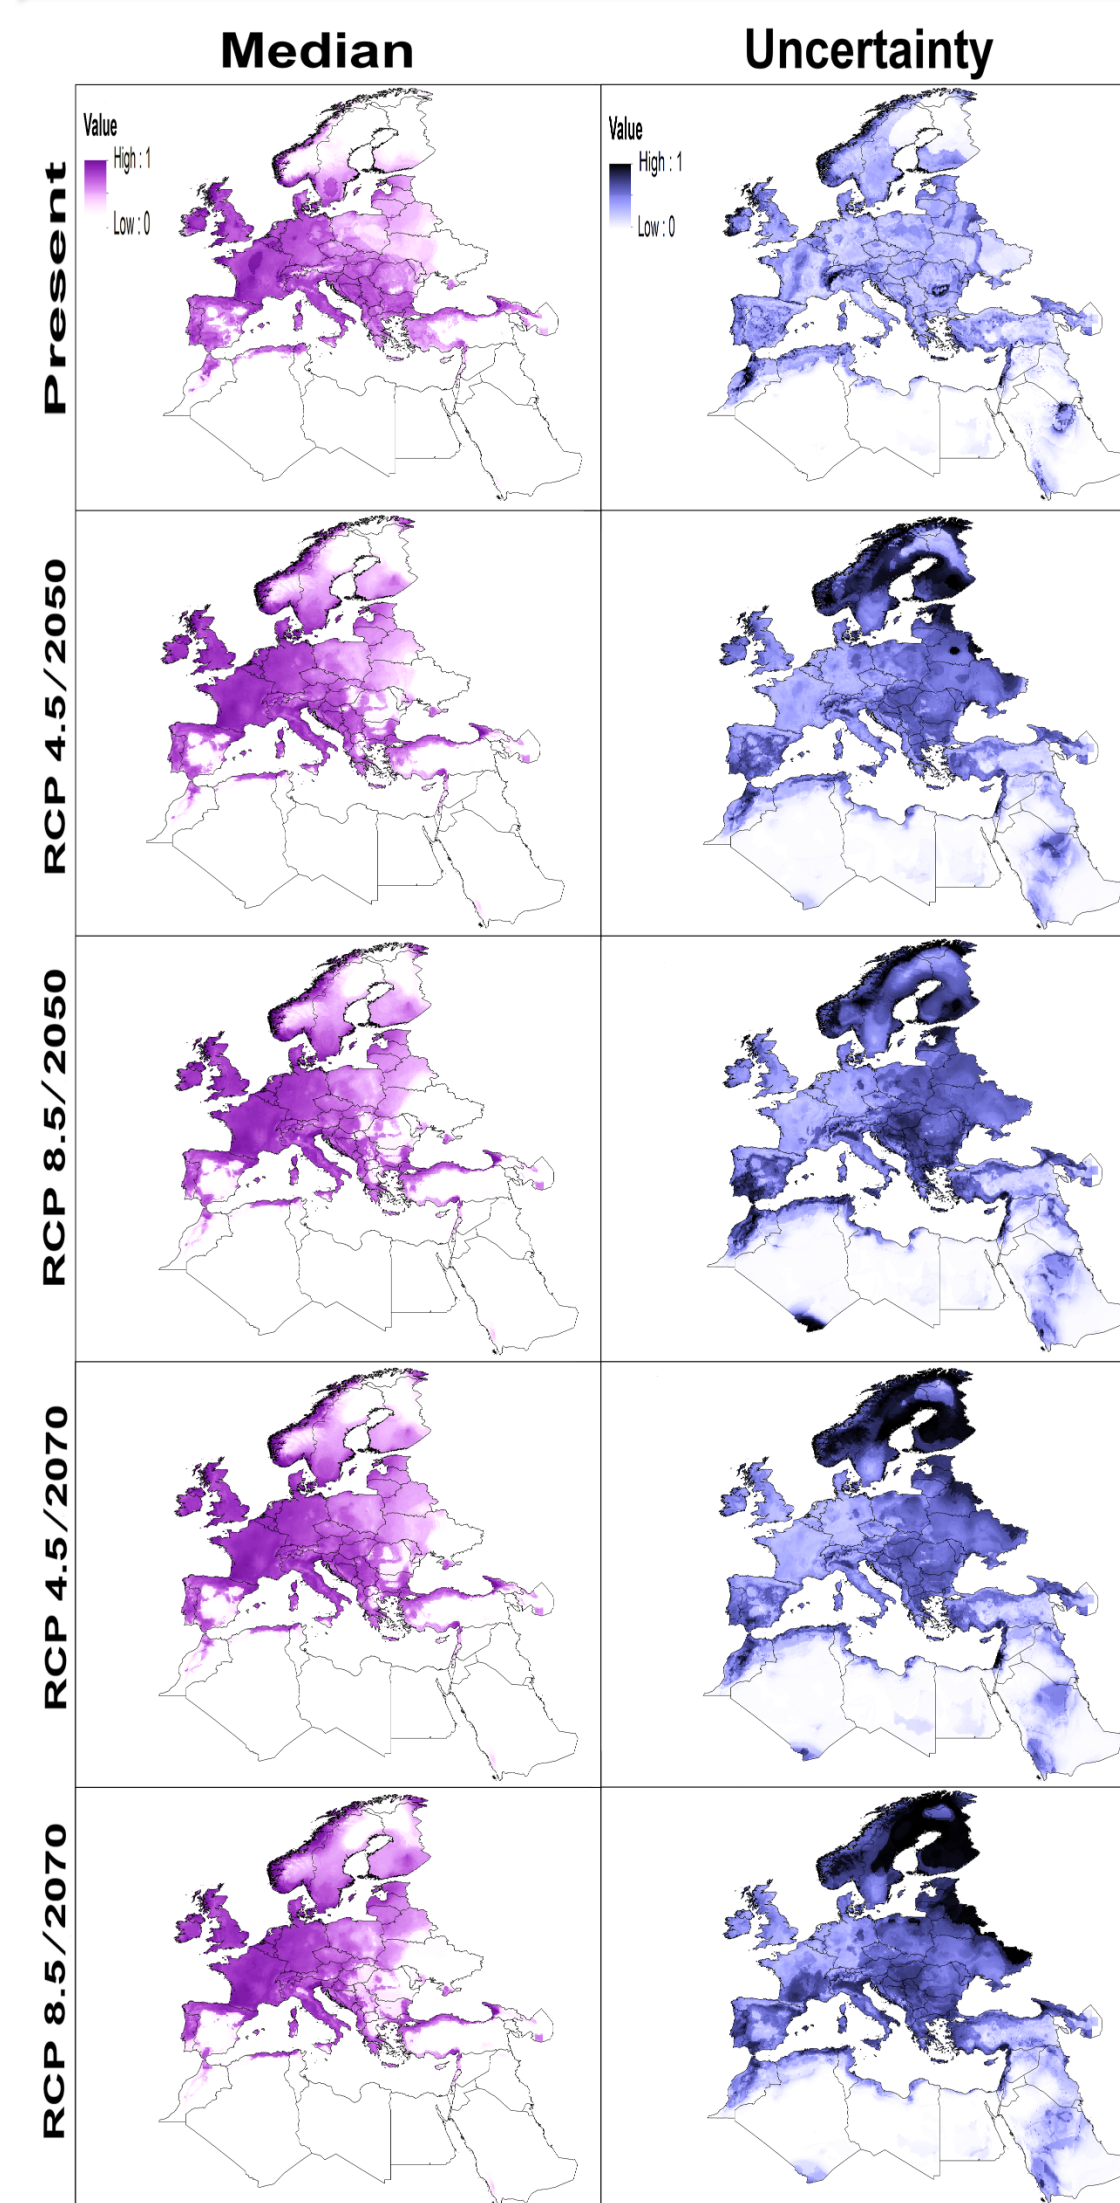 Median
Uncertainty
Present
Value
High : 1
Low : 0
Value
High : 1
Low : 0
RCP 4.5/2050
RCP 8.5/2050
RCP 4.5/2070
RCP 8.5/2070